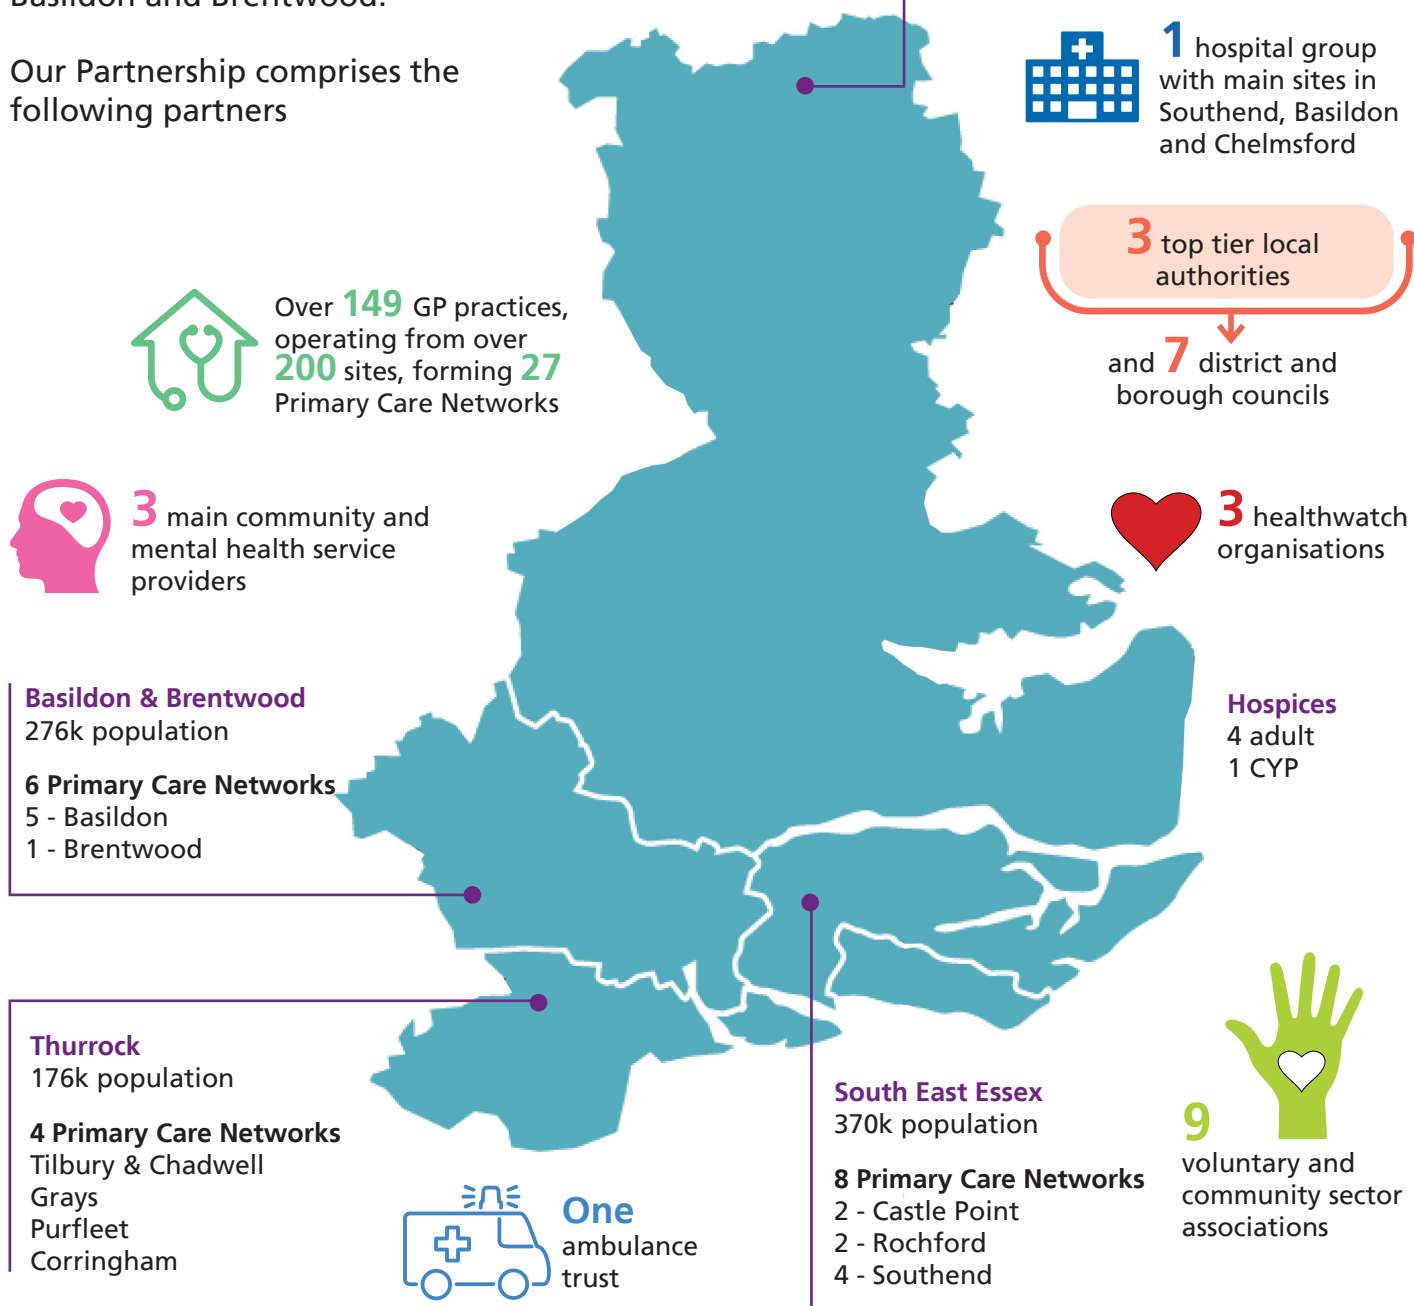 Basildon and Brentwood.
Our Partnership comprises the
following partners
1 hospital group
with main sites in
Southend, Basildon
and Chelmsford
3 top tier local
authorities
and 7 district and
borough councils
Over 149 GP practices,
operating from over
200 sites, forming 27
Primary Care Networks
3 main community and
mental health service
providers
3 healthwatch
organisations
Basildon & Brentwood
276k population
6 Primary Care Networks
5 - Basildon
1 - Brentwood
Hospices
4 adult
1 CYP
Thurrock
176k population
4 Primary Care Networks
Tilbury & Chadwell
Grays
Purfleet
Corringham
One
ambulance
trust
South East Essex
370k population
8 Primary Care Networks
2 - Castle Point
2 - Rochford
4 - Southend
9
voluntary and
community sector
associations